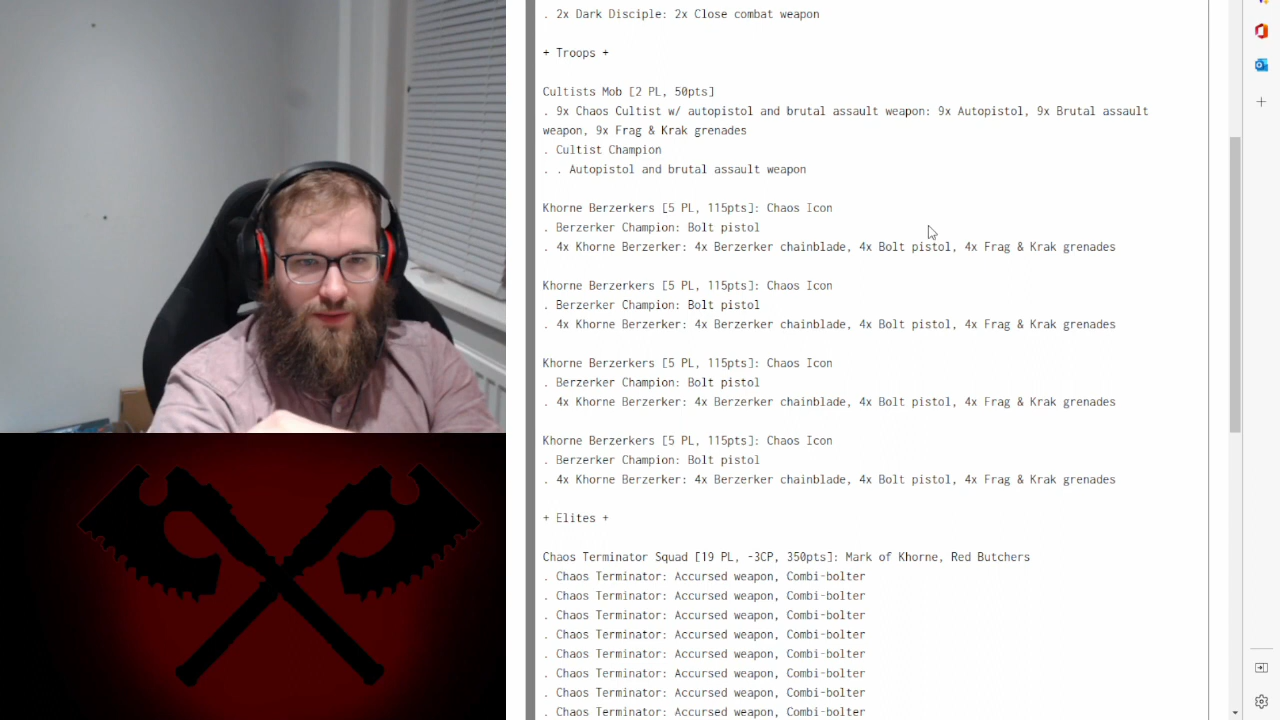 . 2x Dark Disciple: 2x Close combat weapon
+ Troops +
Cultists Mob [2 PL, 50pts]
. 9x Chaos Cultist w/ autopistol and brutal assault weapon: 9x Autopistol, 9x Brutal assault
weapon, 9x Frag & Krak grenades
. Cultist Champion
. . Autopistol and brutal assault weapon
Khorne Berzerkers [5 PL, 115pts]: Chaos Icon
. Berzerker Champion: Bolt pistol
. 4x Khorne Berzerker: 4x Berzerker chainblade, 4x Bolt pistol, 4x Frag & Krak grenades
Khorne Berzerkers [5 PL, 115pts]: Chaos Icon
. Berzerker Champion: Bolt pistol
. 4x Khorne Berzerker: 4x Berzerker chainblade, 4x Bolt pistol, 4x Frag & Krak grenades
Khorne Berzerkers [5 PL, 115pts]: Chaos Icon
. Berzerker Champion: Bolt pistol
. 4x Khorne Berzerker: 4x Berzerker chainblade, 4x Bolt pistol, 4x Frag & Krak grenades
Khorne Berzerkers [5 PL, 115pts]: Chaos Icon
. Berzerker Champion: Bolt pistol
. 4x Khorne Berzerker: 4x Berzerker chainblade, 4x Bolt pistol, 4x Frag & Krak grenades
+ Elites +
Chaos Terminator Squad [19 PL, -3CP, 350pts]: Mark of Khorne, Red Butchers
. Chaos Terminator: Accursed weapon, Combi-bolter
. Chaos Terminator: Accursed weapon, Combi-bolter
. Chaos Terminator: Accursed weapon, Combi-bolter
. Chaos Terminator: Accursed weapon, Combi-bolter
. Chaos Terminator: Accursed weapon, Combi-bolter
. Chaos Terminator: Accursed weapon, Combi-bolter
. Chaos Terminator: Accursed weapon, Combi-bolter
. Chaos Terminator: Accursed weapon, Combi-bolter